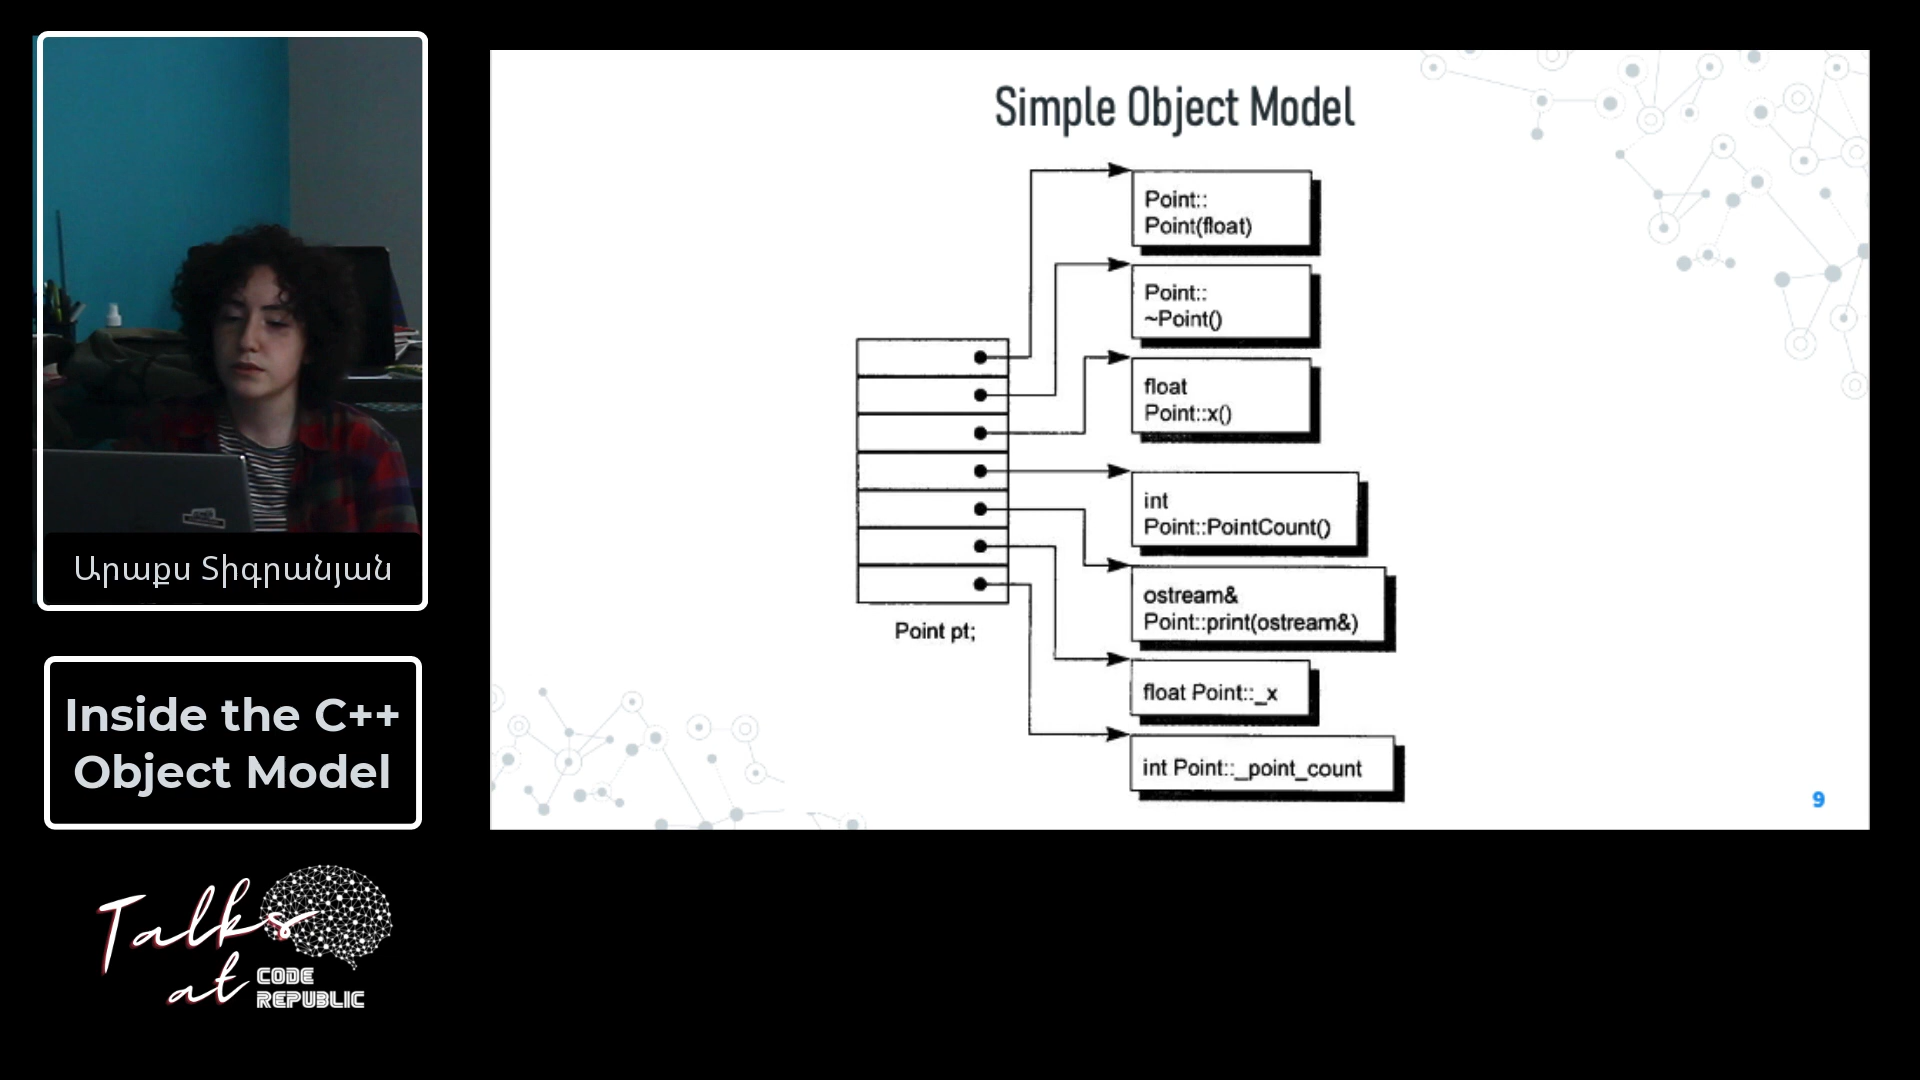 Արաքս Տիգրանյան
Inside the C++
Object Model
Talks
at
CODE
REPUBLIC
Simple Object Model
Point::
Point(float)
Point::
~Point()
float
Point::x()
int
Point::PointCount()
ostream&
Point::print(ostream&)
float Point::_x
int Point::_point_count
Point pt;
9